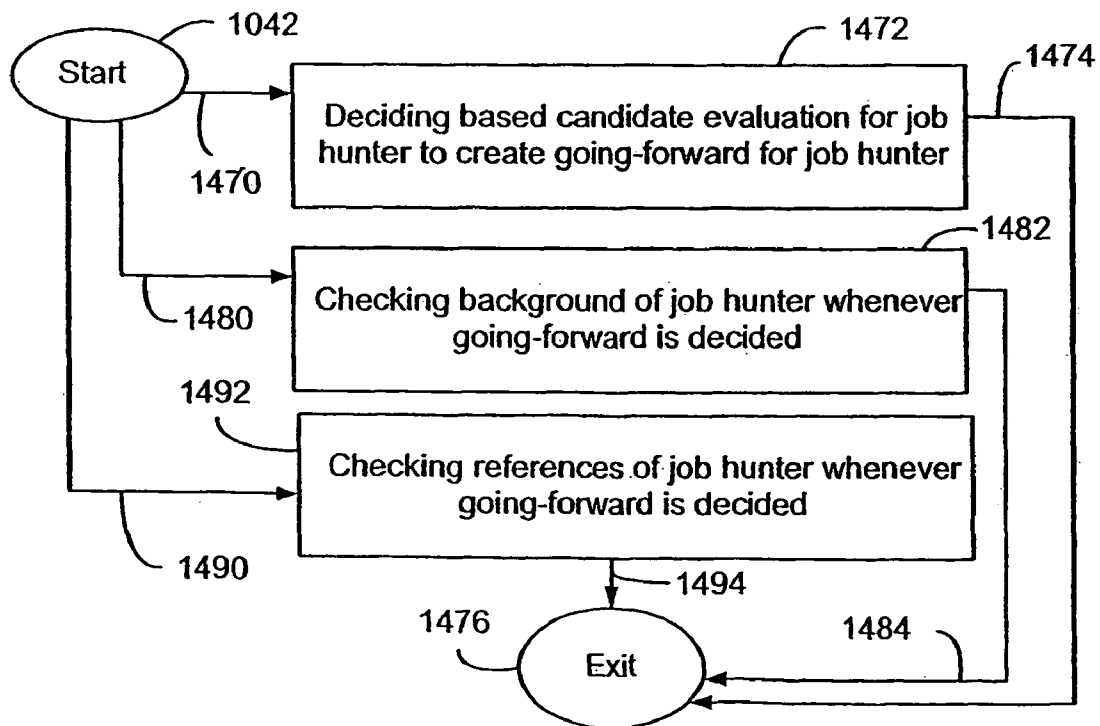 1042
Start
1472
1474
Deciding based candidate evaluation for job
hunter to create going-forward for job hunter
1470
1482
Checking background of job hunter whenever
going-forward is decided
1480
1492
Checking references of job hunter whenever
going-forward is decided
1490
1494
1476
Exit
1484